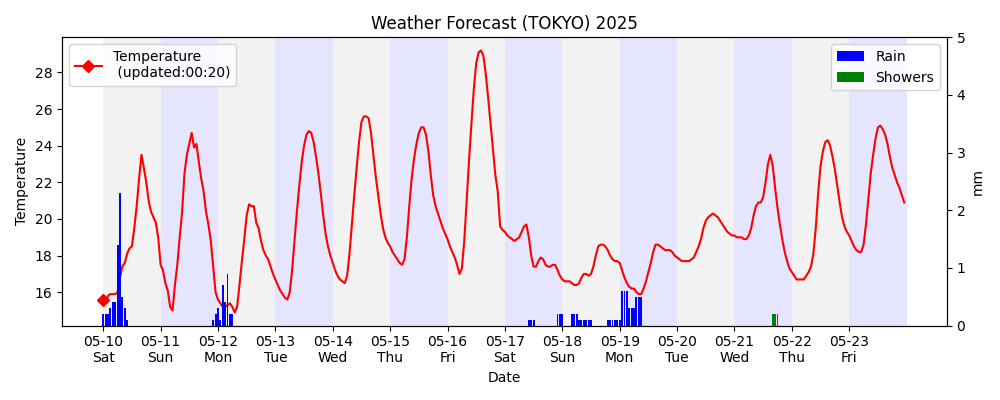 Weather Forecast (TOKYO) 2025
Temperature
(updated:00:20)
Rain
Showers
Temperature
28
26
24
22
20
18
16
5
4
3
2
1
0
mm
05-10 05-11 05-12 05-13 05-14 05-15 05-16 05-17 05-18 05-19 05-20 05-21 05-22 05-23
Sat Sun Mon Tue Wed Thu Fri Sat Sun Mon Tue Wed Thu Fri
Date